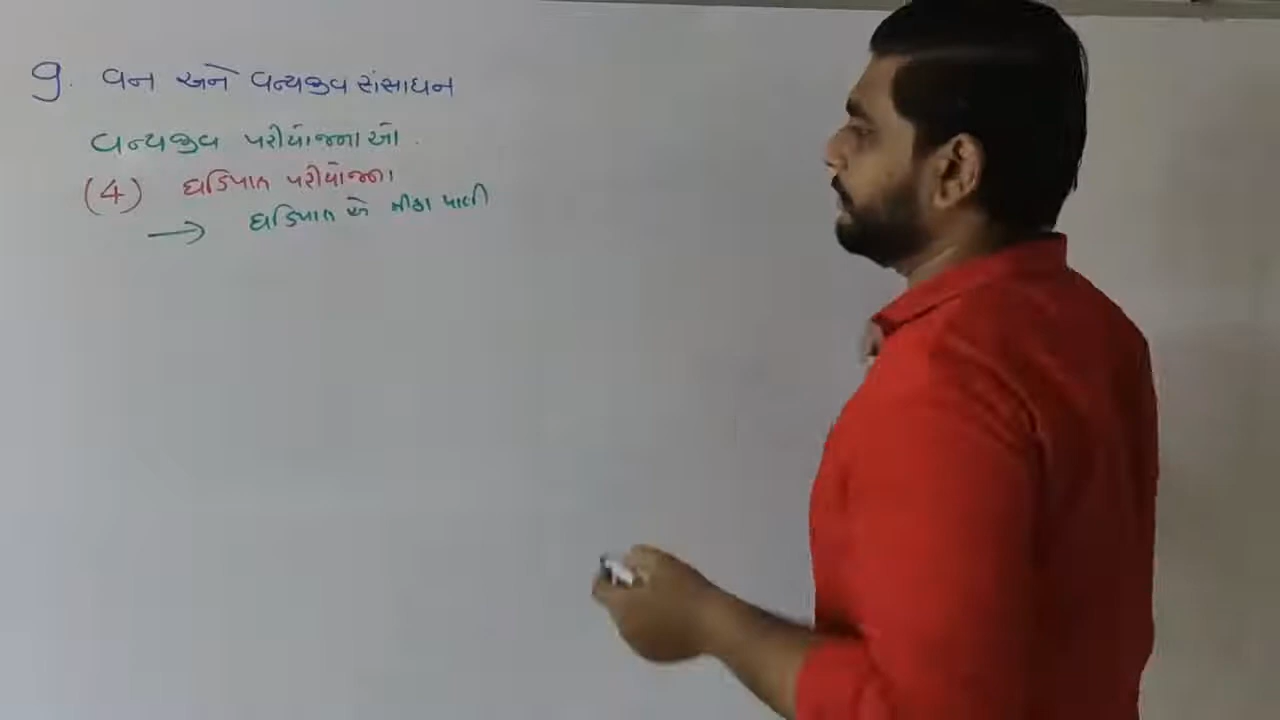 9. વન અને વન્યજીવ સંસાધન
વન્યજીવ પરીયોજનાઓ.
(4) ઘડિયાલ પરીયોજના
→ ઘડિયાલ એ મીઠા પાણી